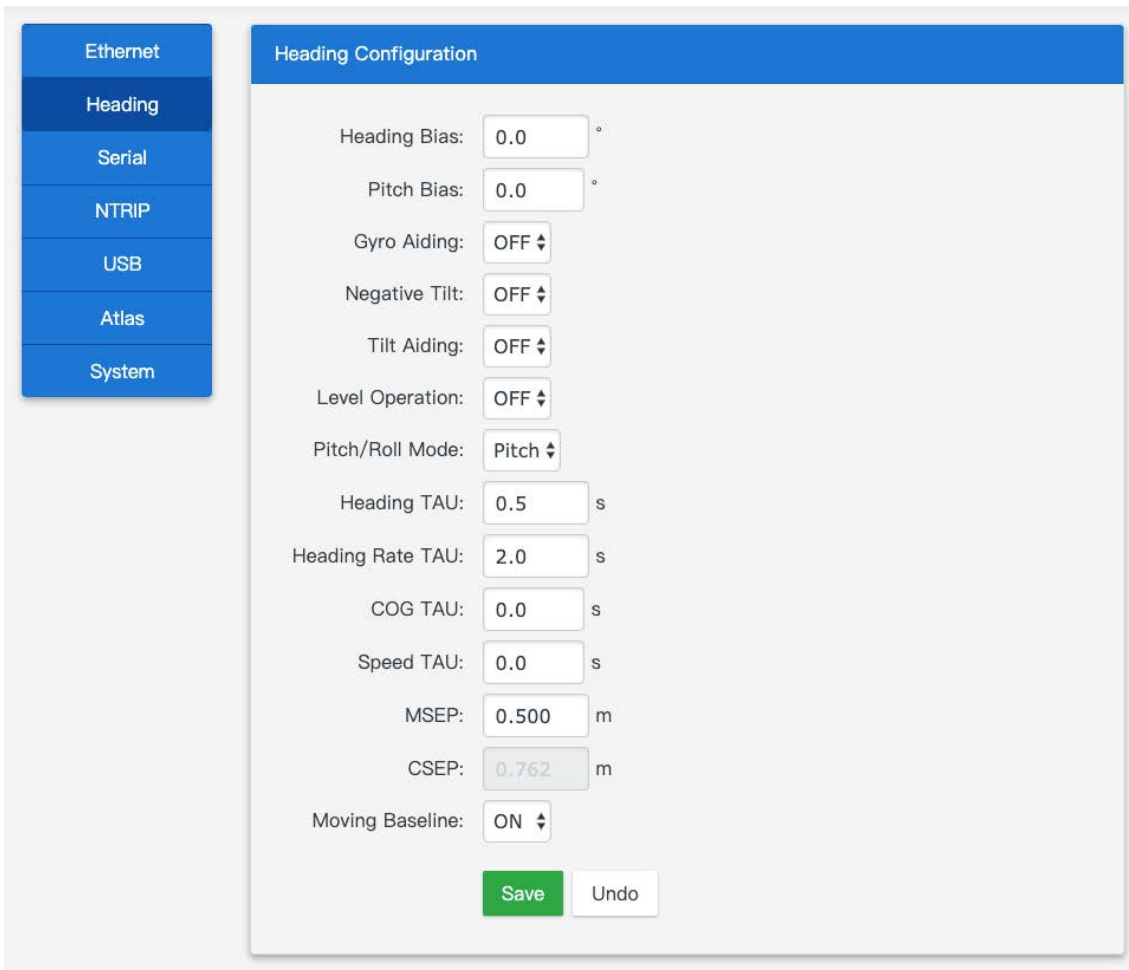 Ethernet
Heading
Serial
NTRIP
USB
Atlas
System
Heading Configuration
Heading Bias: 0.0 °
Pitch Bias: 0.0 °
Gyro Aiding: OFF
Negative Tilt: OFF
Tilt Aiding: OFF
Level Operation: OFF
Pitch/Roll Mode: Pitch
Heading TAU: 0.5 s
Heading Rate TAU: 2.0 s
COG TAU: 0.0 s
Speed TAU: 0.0 s
MSEP: 0.500 m
CSEP: 0.762 m
Moving Baseline: ON
Save Undo